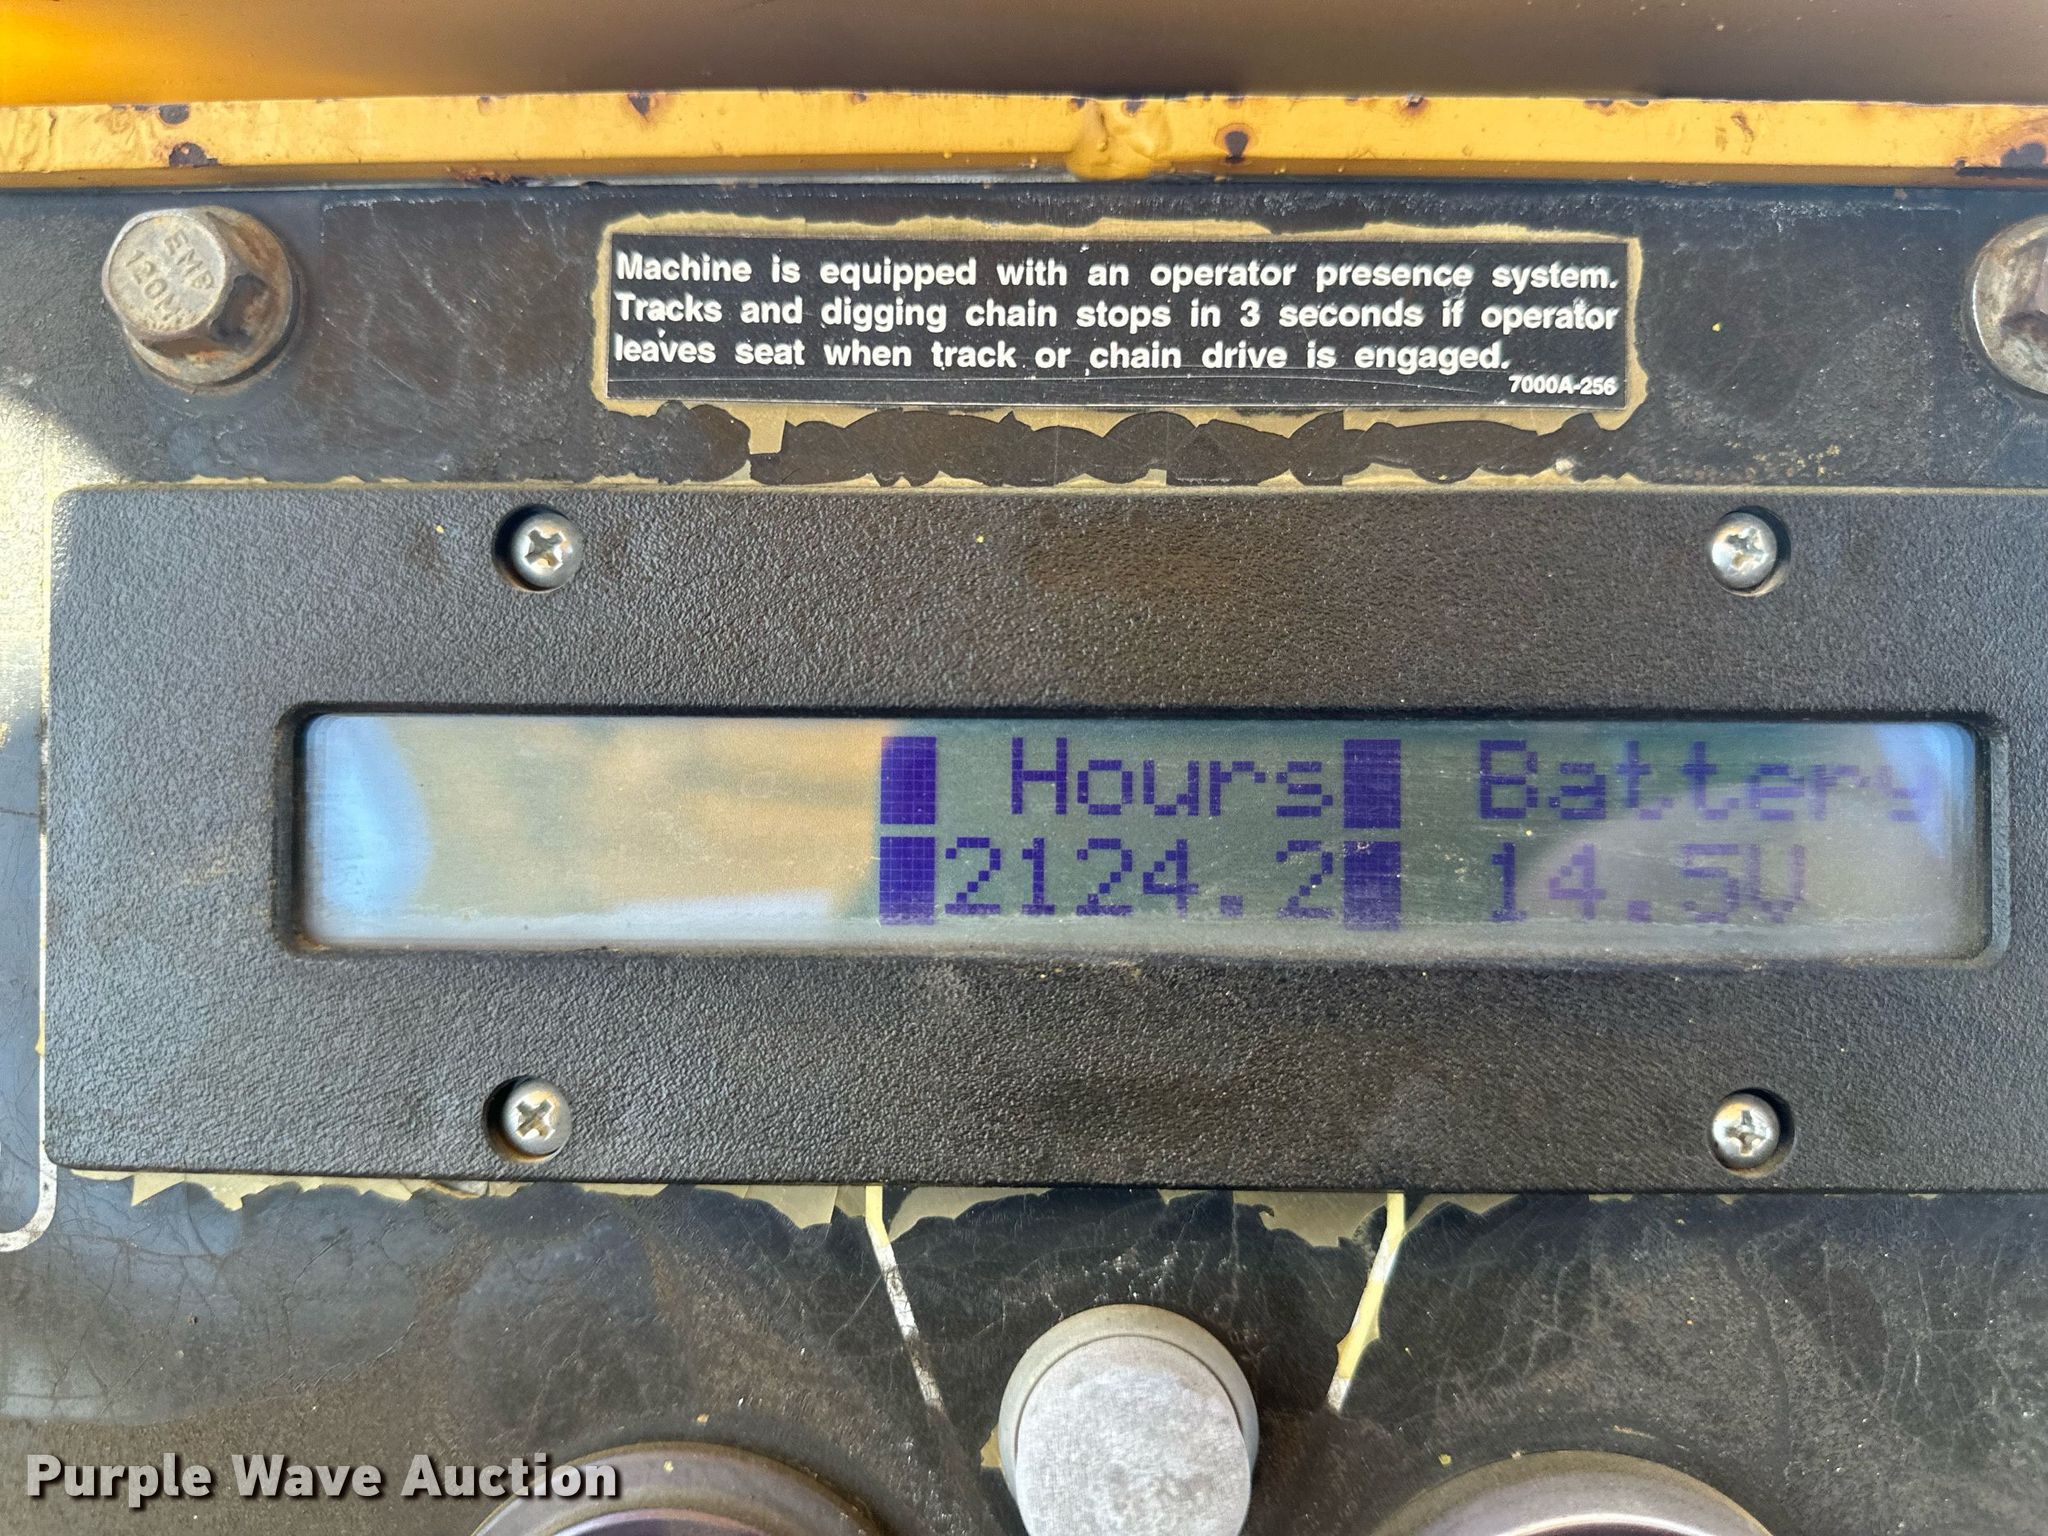 EMB
120M
Machine is equipped with an operator presence system.
Tracks and digging chain stops in 3 seconds if operator
leaves seat when track or chain drive is engaged.
7000A-256
Hours Battery
2124.2 14.5V
Purple Wave Auction